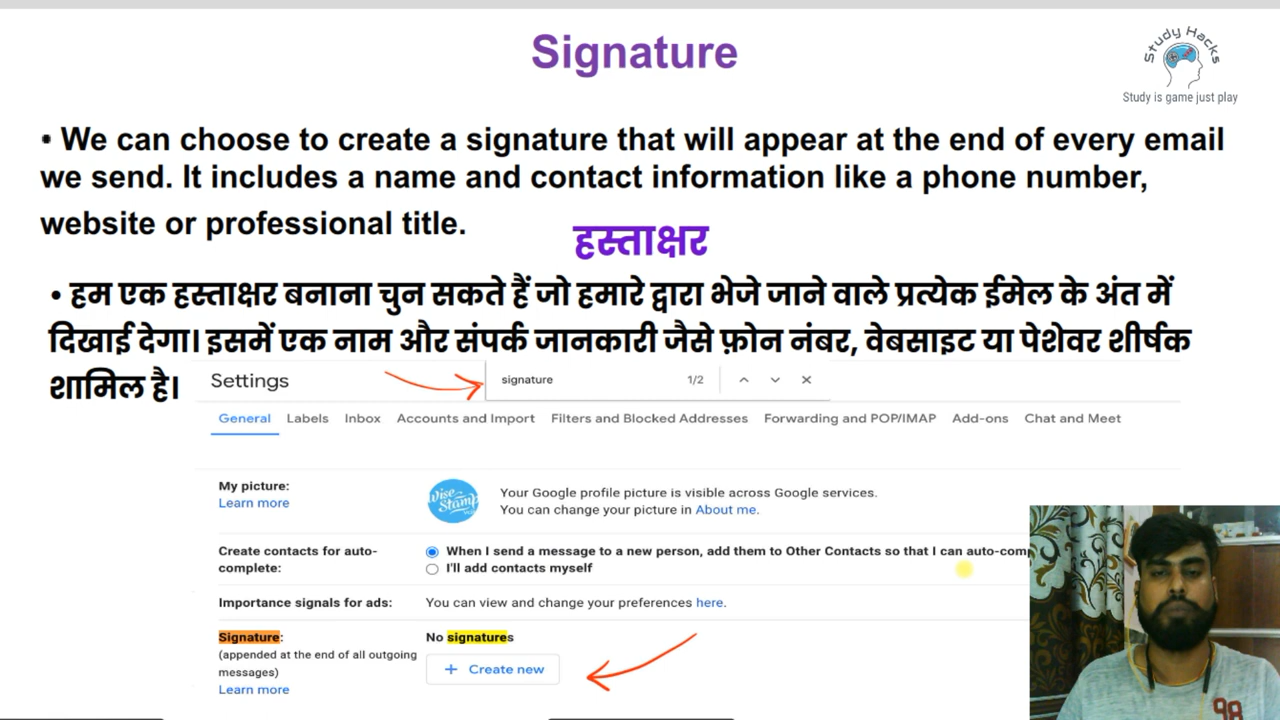 Signature
Study Hacks
Study is game just play
• We can choose to create a signature that will appear at the end of every email
we send. It includes a name and contact information like a phone number,
website or professional title.
हस्ताक्षर
• हम एक हस्ताक्षर बनाना चुन सकते हैं जो हमारे द्वारा भेजे जाने वाले प्रत्येक ईमेल के अंत में
दिखाई देगा। इसमें एक नाम और संपर्क जानकारी जैसे फ़ोन नंबर, वेबसाइट या पेशेवर शीर्षक
शामिल है।
Settings
signature 1/2
General Labels Inbox Accounts and Import Filters and Blocked Addresses Forwarding and POP/IMAP Add-ons Chat and Meet
My picture:
Learn more
Wise
Stamp
Your Google profile picture is visible across Google services.
You can change your picture in About me.
Create contacts for auto-
complete:
When I send a message to a new person, add them to Other Contacts so that I can auto-com
I'll add contacts myself
Importance signals for ads: You can view and change your preferences here.
Signature:
(appended at the end of all outgoing
messages)
Learn more
No signatures
+ Create new
98